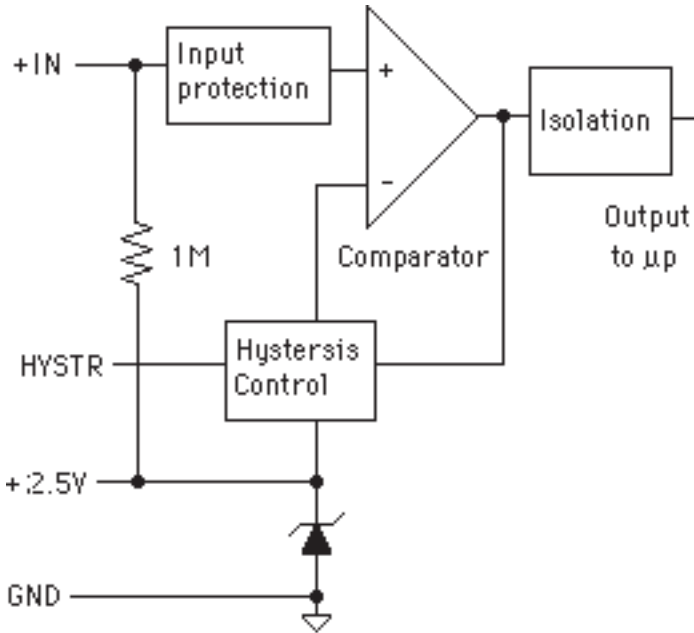 +IN
Input
protection
+
-
Isolation
Output
to µp
1M
Comparator
HYSTR
Hystersis
Control
+2.5V
GND